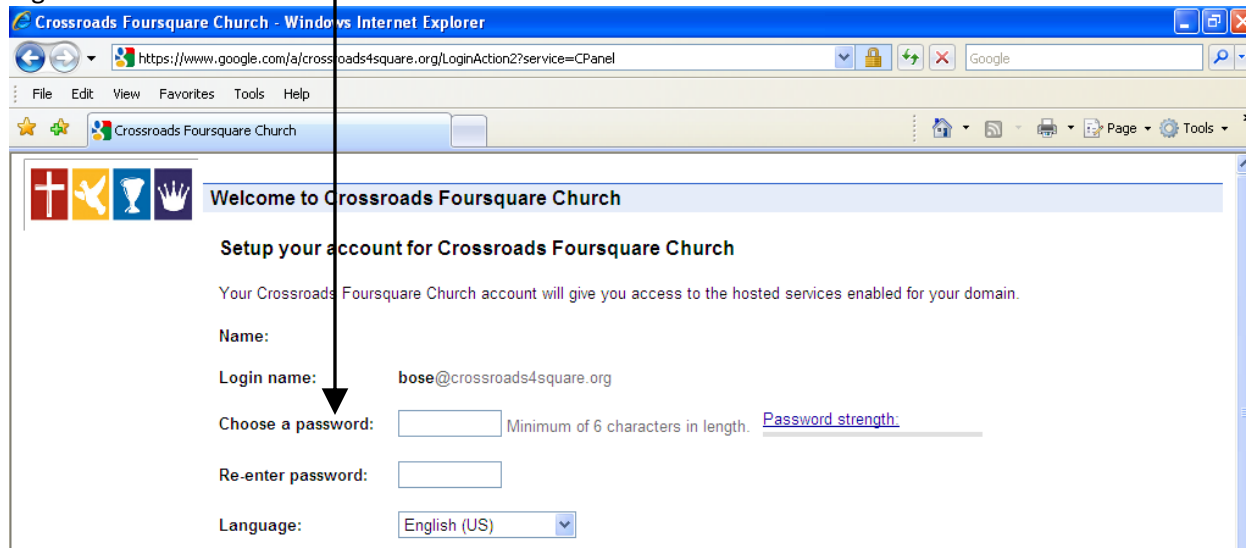 Crossroads Foursquare Church - Windows Internet Explorer
https://www.google.com/a/crossroads4square.org/LoginAction2?service=CPanel
Google
File Edit View Favorites Tools Help
Crossroads Foursquare Church
Page Tools
Welcome to Crossroads Foursquare Church
Setup your account for Crossroads Foursquare Church
Your Crossroads Foursquare Church account will give you access to the hosted services enabled for your domain.
Name:
Login name: bose@crossroads4square.org
Choose a password: Minimum of 6 characters in length. Password strength:
Re-enter password:
Language: English (US)